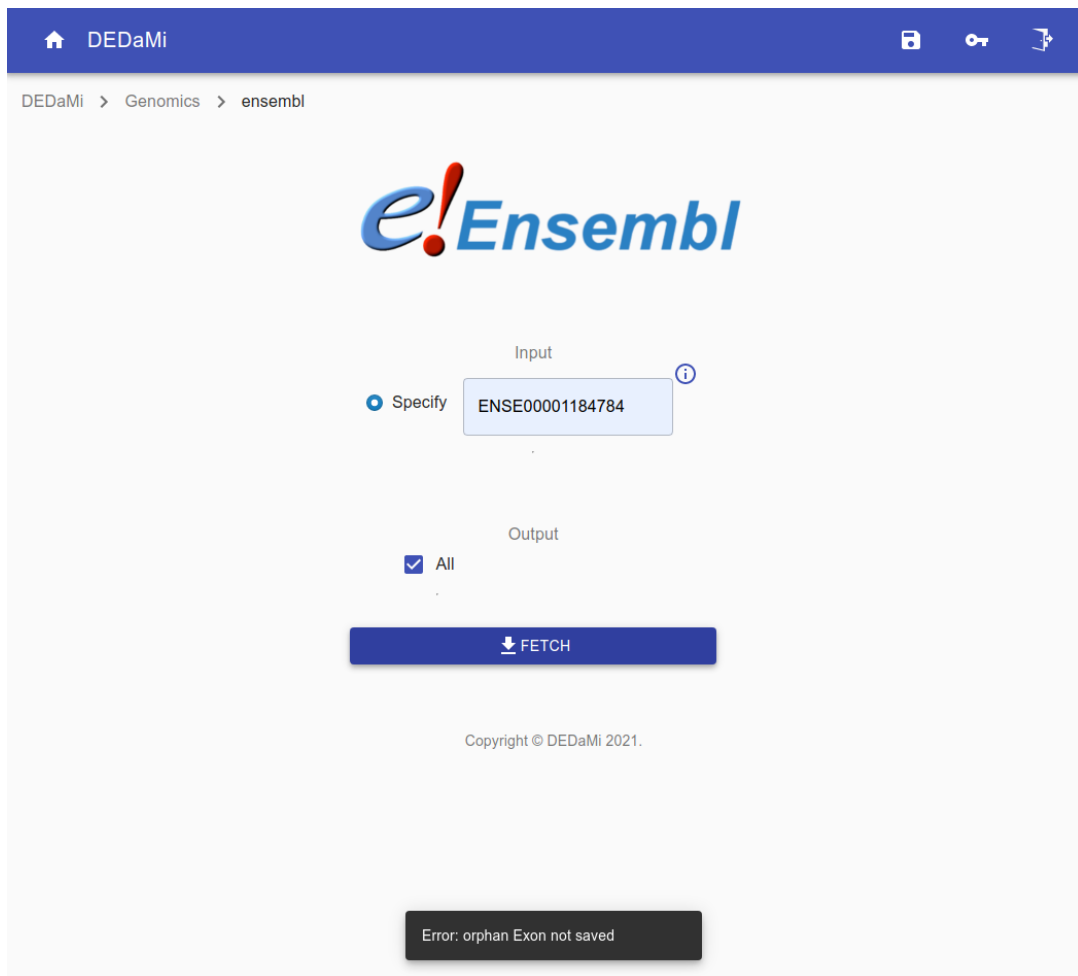 DEDaMi
DEDaMi > Genomics > ensembl
e!Ensembl
Input
Specify ENSE00001184784
.
Output
All
.
FETCH
Copyright © DEDaMi 2021.
Error: orphan Exon not saved